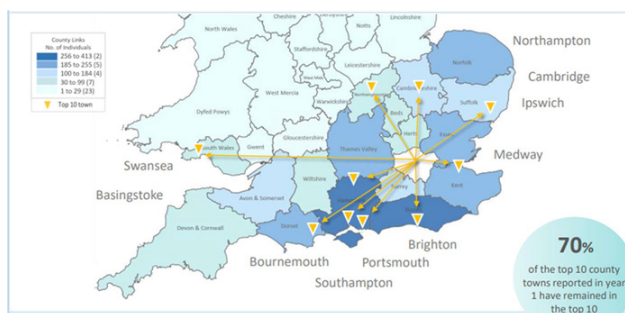 County Links
No. of Individuals
256 to 413 (2)
185 to 255 (5)
100 to 184 (4)
30 to 99 (7)
1 to 29 (23)
Top 10 town
North Wales
Cheshire
Notts
Lincolnshire
Staffordshire
Leicestershire
Norfolk
Northampton
Cambridge
Ipswich
Dyfed Powys
West Mercia
Warwickshire
Suffolk
Beds
Herts
Gwent
Gloucestershire
Thames Valley
South Wales
Swansea
Medway
Wiltshire
Kent
Surrey
Basingstoke
Avon & Somerset
Devon & Cornwall
Dorset
Brighton
Bournemouth
Portsmouth
Southampton
70%
of the top 10 county
towns reported in year
1 have remained in
the top 10